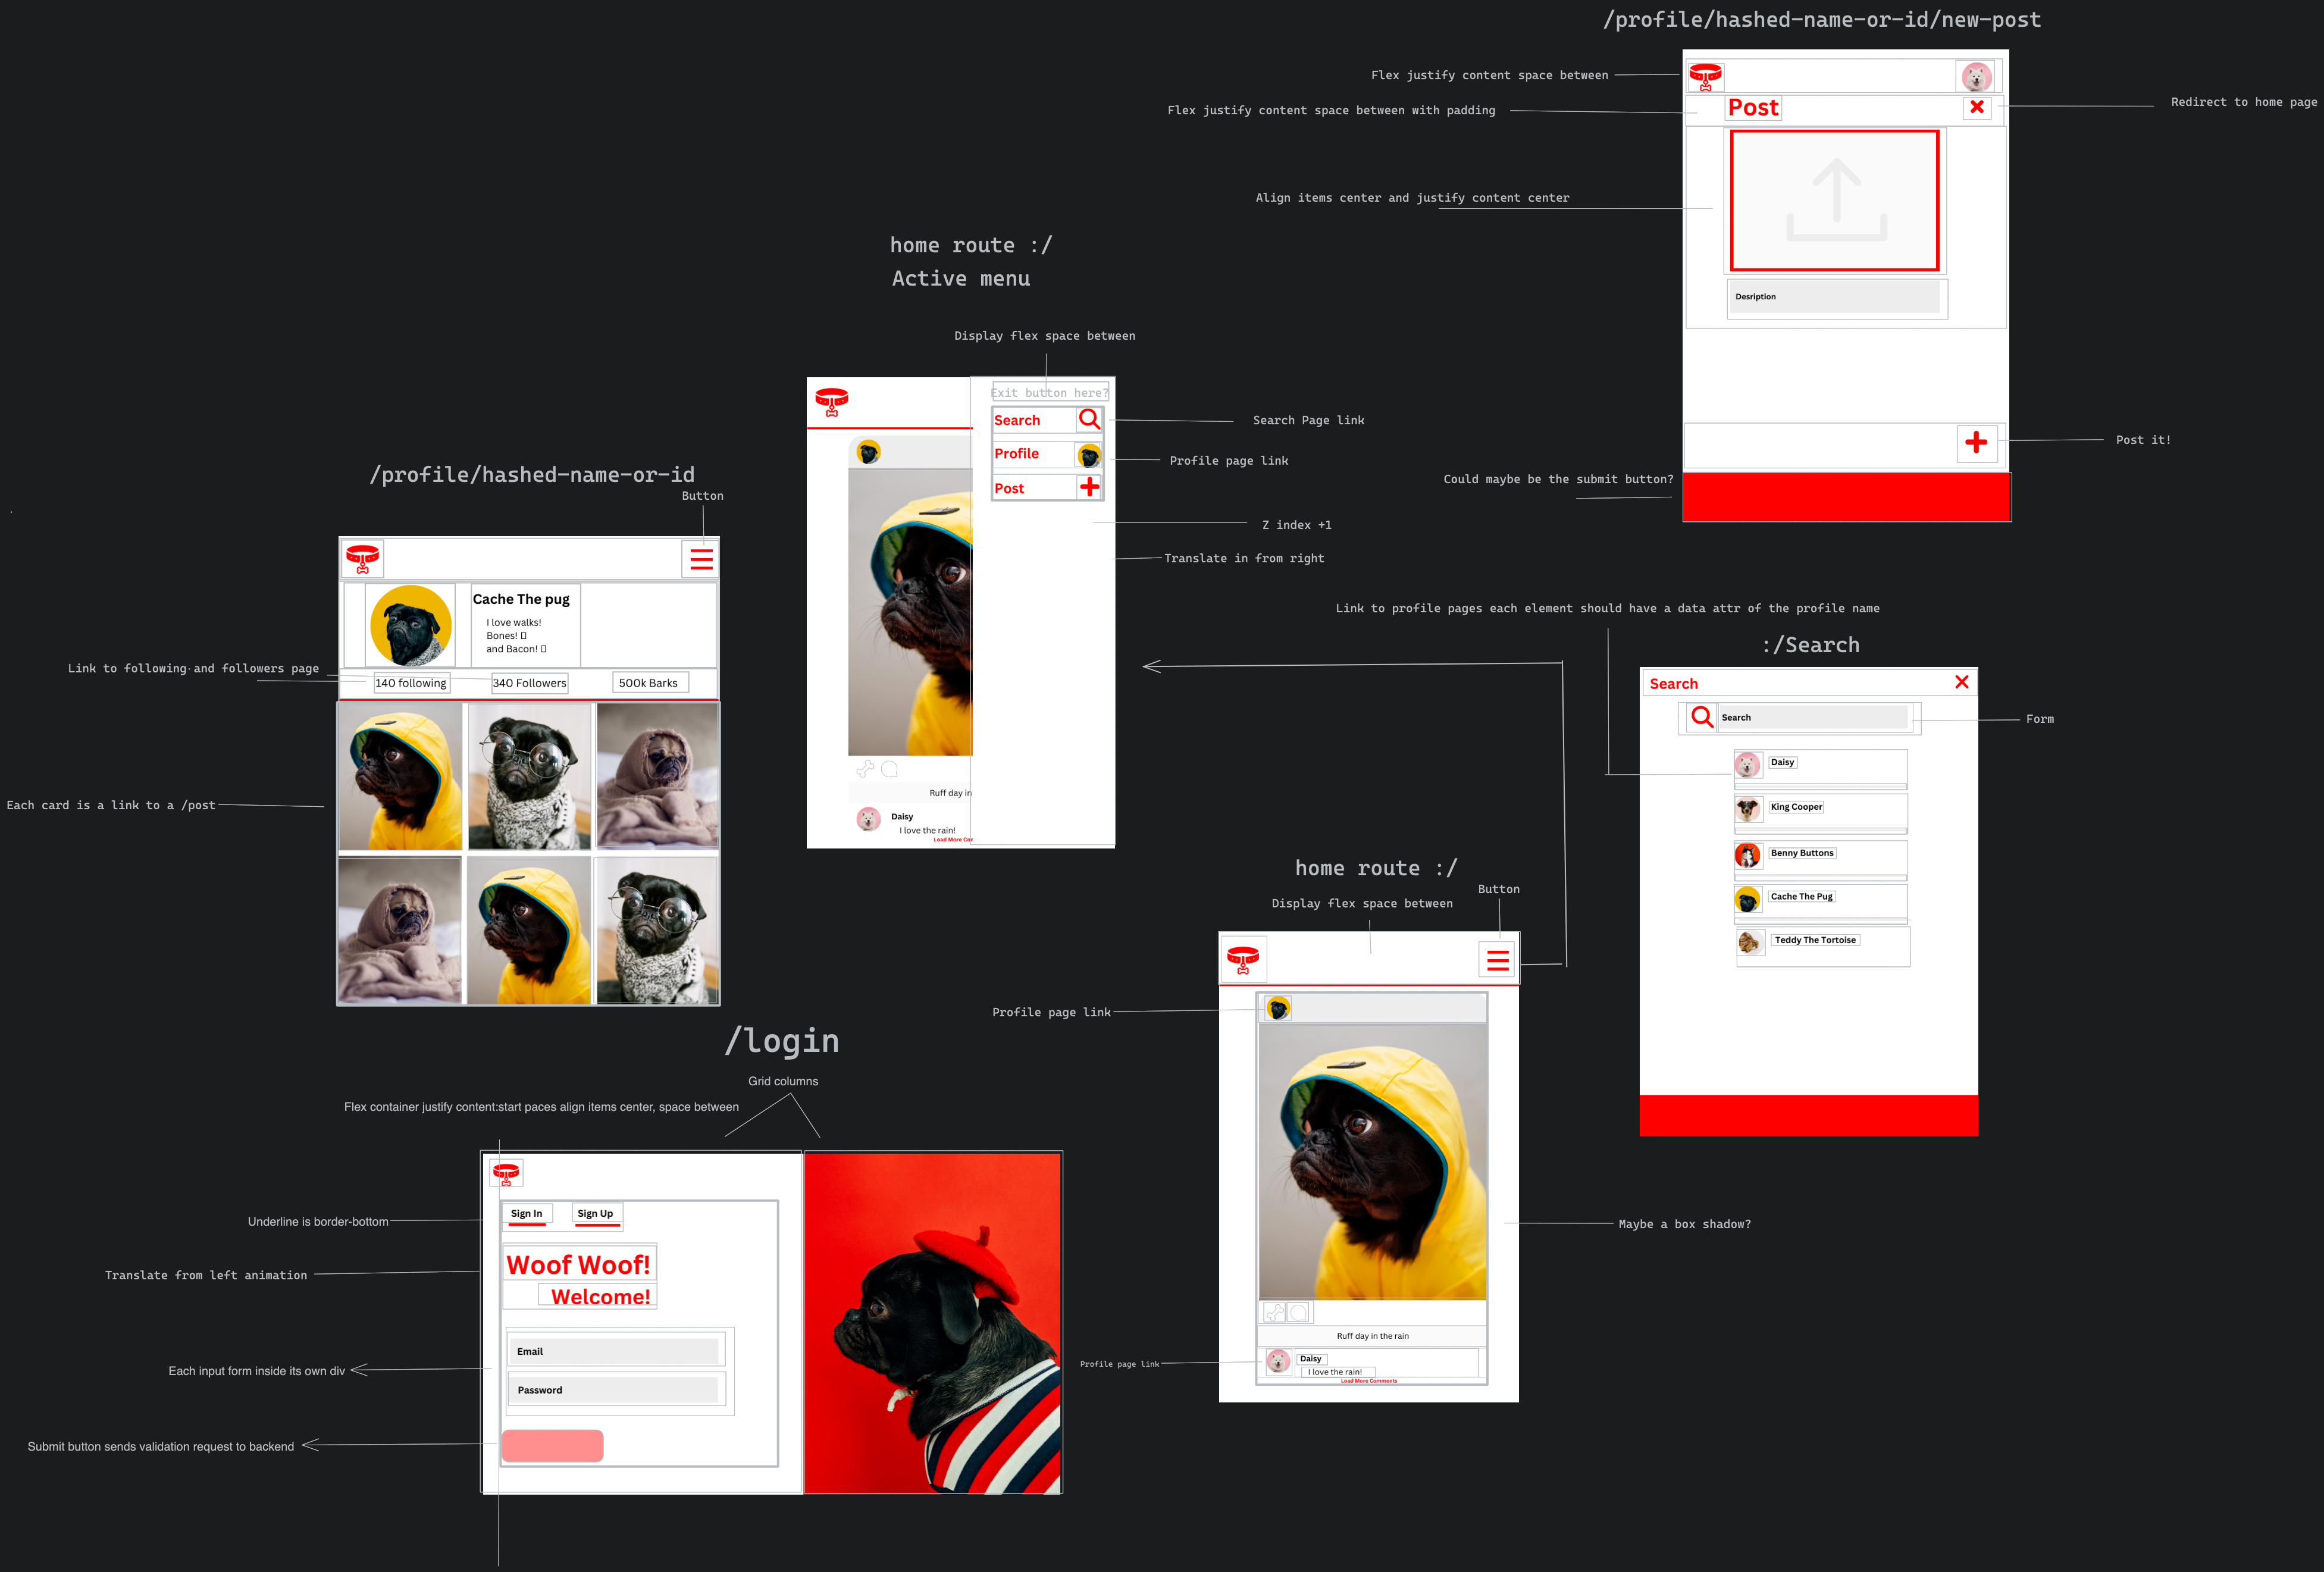 /profile/hashed-name-or-id/new-post
Flex justify content space between
Flex justify content space between with padding
Post
Redirect to home page
Align items center and justify content center
Desription
Post it!
Could maybe be the submit button?
home route :/
Active menu
Display flex space between
Exit button here?
Search
Search Page link
Profile
Profile page link
Post
Z index +1
Translate in from right
Ruff day in
Daisy
I love the rain!
Load More Cor
/profile/hashed-name-or-id
Button
Cache The pug
I love walks!
Bones!
and Bacon!
Link to following and followers page
140 following
340 Followers
500k Barks
Each card is a link to a /post
Link to profile pages each element should have a data attr of the profile name
:/Search
Search
Search
Form
Daisy
King Cooper
Benny Buttons
Cache The Pug
Teddy The Tortoise
home route :/
Button
Display flex space between
Profile page link
Maybe a box shadow?
Ruff day in the rain
Profile page link
Daisy
I love the rain!
Load More Comments
/login
Grid columns
Flex container justify content:start paces align items center, space between
Sign In
Sign Up
Underline is border-bottom
Woof Woof!
Welcome!
Translate from left animation
Email
Each input form inside its own div
Password
Submit button sends validation request to backend